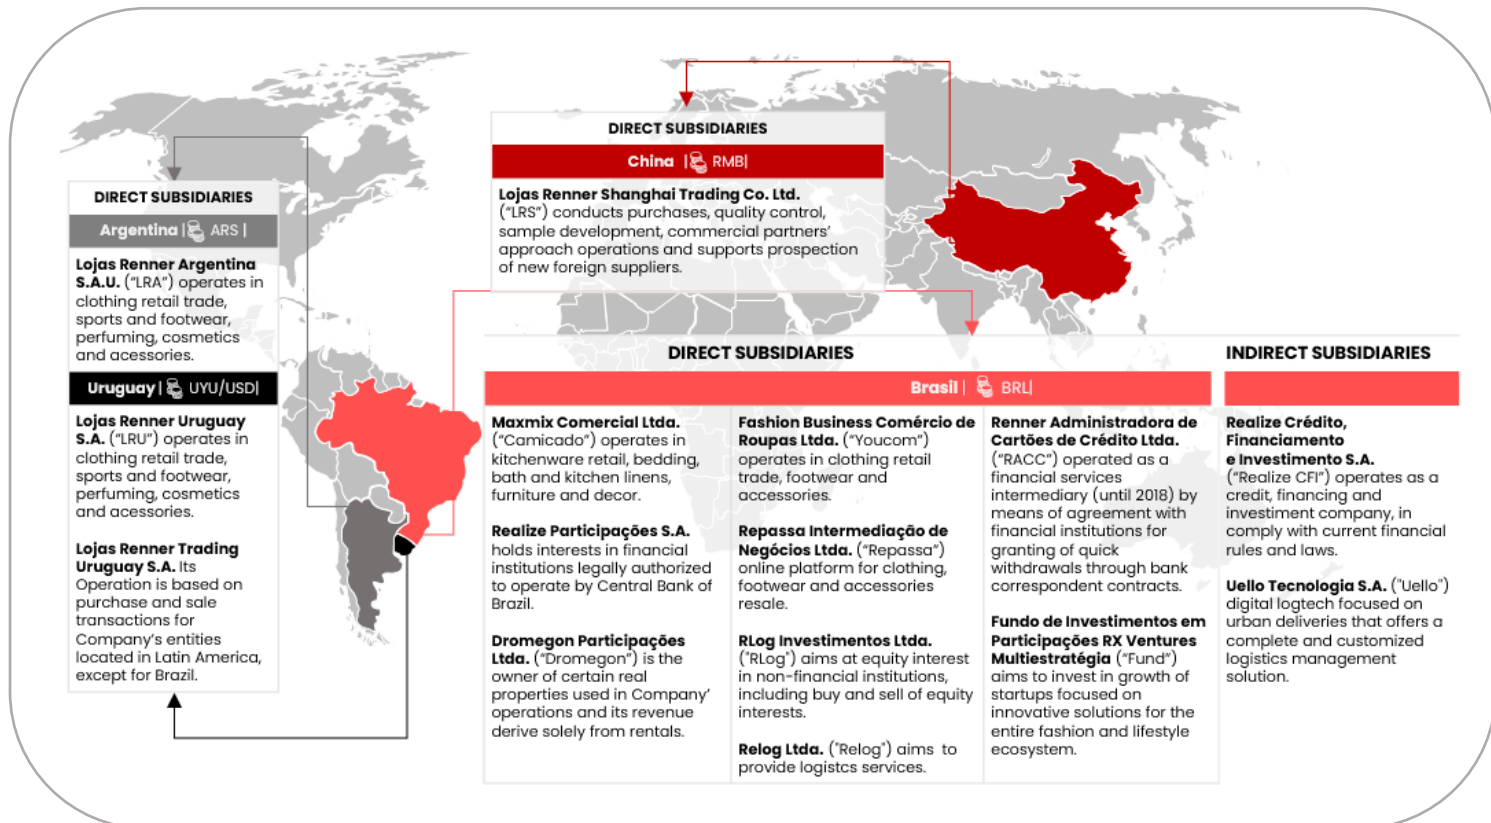 DIRECT SUBSIDIARIES
Argentina | ARS |
Lojas Renner Argentina
S.A.U. (“LRA”) operates in
clothing retail trade,
sports and footwear,
perfuming, cosmetics
and acessories.
Uruguay | UYU/USD|
Lojas Renner Uruguay
S.A. (“LRU”) operates in
clothing retail trade,
sports and footwear,
perfuming, cosmetics
and acessories.
Lojas Renner Trading
Uruguay S.A. Its
Operation is based on
purchase and sale
transactions for
Company’s entities
located in Latin America,
except for Brazil.
DIRECT SUBSIDIARIES
China | RMB|
Lojas Renner Shanghai Trading Co. Ltd.
(“LRS”) conducts purchases, quality control,
sample development, commercial partners’
approach operations and supports prospection
of new foreign suppliers.
DIRECT SUBSIDIARIES
Brasil | BRL|
Maxmix Comercial Ltda.
(“Camicado”) operates in
kitchenware retail, bedding,
bath and kitchen linens,
furniture and decor.
Realize Participações S.A.
holds interests in financial
institutions legally authorized
to operate by Central Bank of
Brazil.
Dromegon Participações
Ltda. (“Dromegon”) is the
owner of certain real
properties used in Company’
operations and its revenue
derive solely from rentals.
Fashion Business Comércio de
Roupas Ltda. (“Youcom”)
operates in clothing retail
trade, footwear and
accessories.
Repassa Intermediação de
Negócios Ltda. (“Repassa”)
online platform for clothing,
footwear and accessories
resale.
RLog Investimentos Ltda.
("RLog") aims at equity interest
in non-financial institutions,
including buy and sell of equity
interests.
Relog Ltda. ("Relog") aims to
provide logistcs services.
Renner Administradora de
Cartões de Crédito Ltda.
(“RACC”) operated as a
financial services
intermediary (until 2018) by
means of agreement with
financial institutions for
granting of quick
withdrawals through bank
correspondent contracts.
Fundo de Investimentos em
Participações RX Ventures
Multiestratégia (“Fund”)
aims to invest in growth of
startups focused on
innovative solutions for the
entire fashion and lifestyle
ecosystem.
INDIRECT SUBSIDIARIES
Realize Crédito,
Financiamento
e Investimento S.A.
(“Realize CFI”) operates as a
credit, financing and
investment company, in
comply with current financial
rules and laws.
Uello Tecnologia S.A. ("Uello")
digital logtech focused on
urban deliveries that offers a
complete and customized
logistics management
solution.